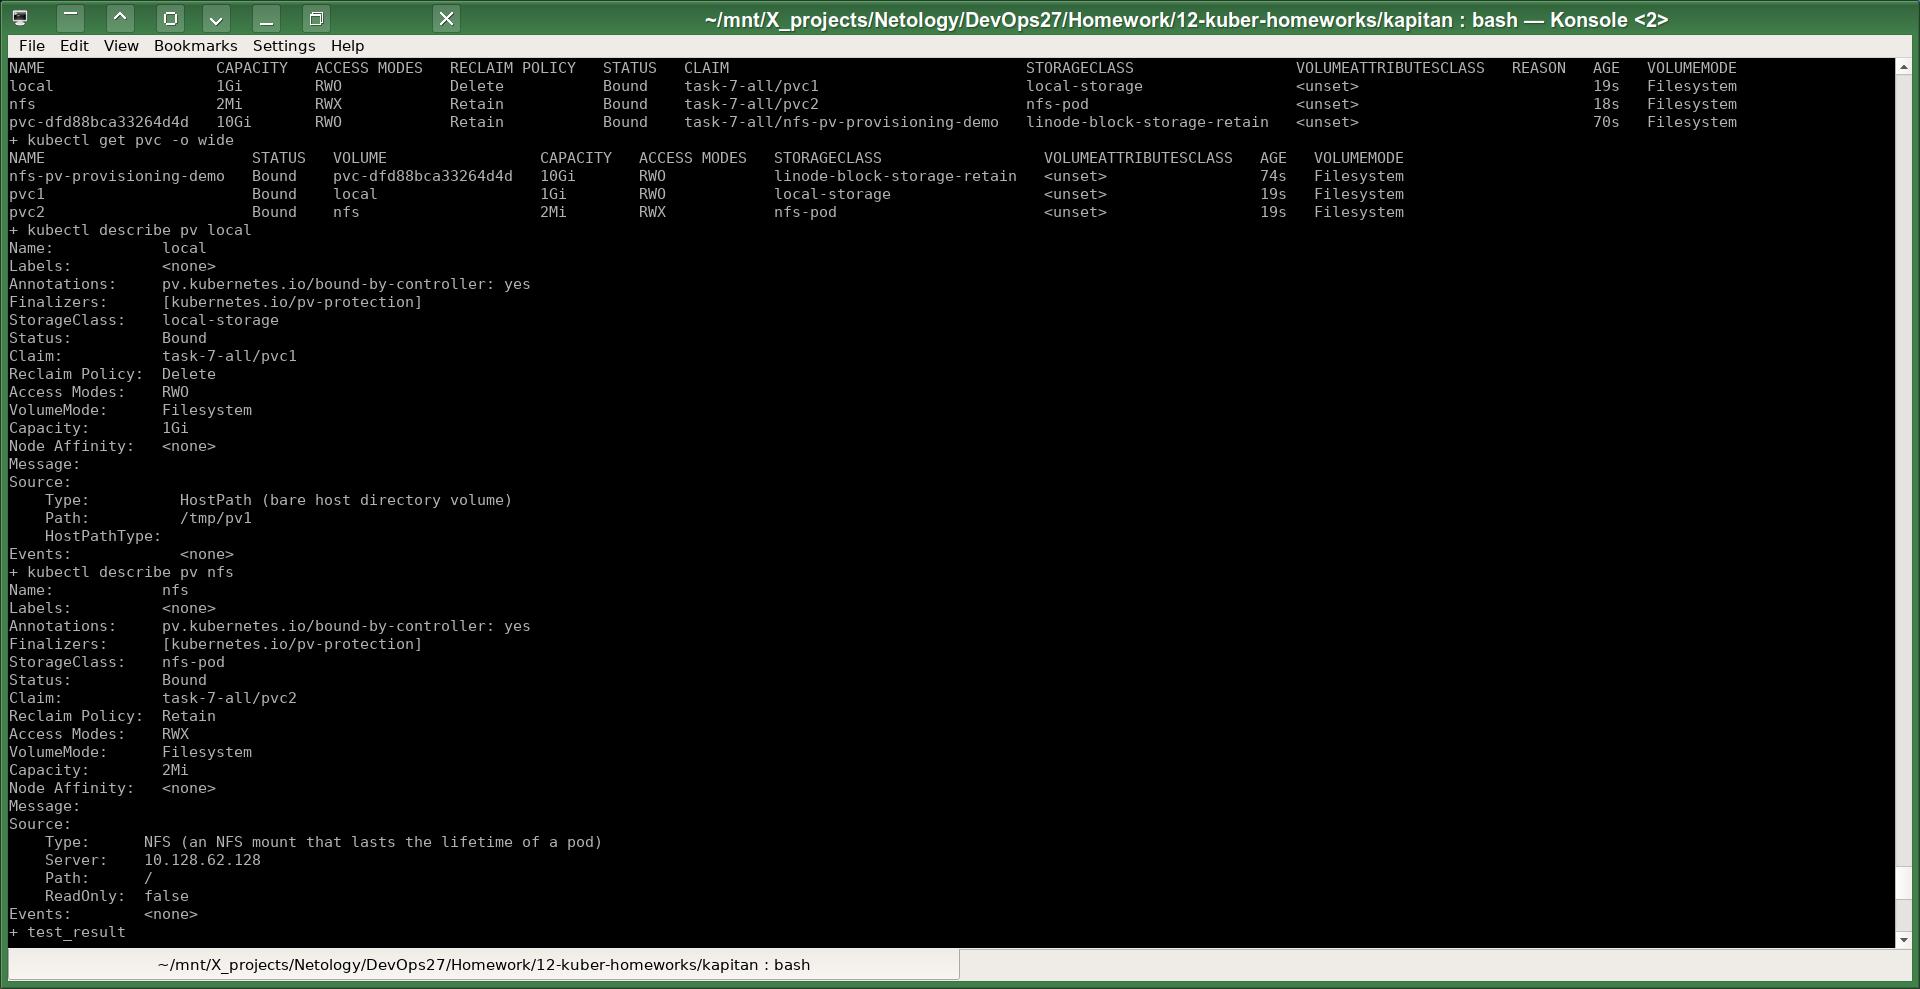 ~/mnt/X_projects/Netology/DevOps27/Homework/12-kuber-homeworks/kapitan : bash — Konsole <2>
File Edit View Bookmarks Settings Help
NAME                   CAPACITY   ACCESS MODES   RECLAIM POLICY   STATUS   CLAIM                                 STORAGECLASS                  VOLUMEATTRIBUTESCLASS   REASON   AGE   VOLUMEMODE
local                  1Gi        RWO            Delete           Bound    task-7-all/pvc1                       local-storage                 <unset>                          19s   Filesystem
nfs                    2Mi        RWX            Retain           Bound    task-7-all/pvc2                       nfs-pod                       <unset>                          18s   Filesystem
pvc-dfd88bca33264d4d   10Gi       RWO            Retain           Bound    task-7-all/nfs-pv-provisioning-demo   linode-block-storage-retain   <unset>                          70s   Filesystem
+ kubectl get pvc -o wide
NAME                       STATUS   VOLUME                 CAPACITY   ACCESS MODES   STORAGECLASS                  VOLUMEATTRIBUTESCLASS   AGE   VOLUMEMODE
nfs-pv-provisioning-demo   Bound    pvc-dfd88bca33264d4d   10Gi       RWO            linode-block-storage-retain   <unset>                 74s   Filesystem
pvc1                       Bound    local                  1Gi        RWO            local-storage                 <unset>                 19s   Filesystem
pvc2                       Bound    nfs                    2Mi        RWX            nfs-pod                       <unset>                 19s   Filesystem
+ kubectl describe pv local
Name:            local
Labels:          <none>
Annotations:     pv.kubernetes.io/bound-by-controller: yes
Finalizers:      [kubernetes.io/pv-protection]
StorageClass:    local-storage
Status:          Bound
Claim:           task-7-all/pvc1
Reclaim Policy:  Delete
Access Modes:    RWO
VolumeMode:      Filesystem
Capacity:        1Gi
Node Affinity:   <none>
Message:
Source:
    Type:          HostPath (bare host directory volume)
    Path:          /tmp/pv1
    HostPathType:
Events:            <none>
+ kubectl describe pv nfs
Name:            nfs
Labels:          <none>
Annotations:     pv.kubernetes.io/bound-by-controller: yes
Finalizers:      [kubernetes.io/pv-protection]
StorageClass:    nfs-pod
Status:          Bound
Claim:           task-7-all/pvc2
Reclaim Policy:  Retain
Access Modes:    RWX
VolumeMode:      Filesystem
Capacity:        2Mi
Node Affinity:   <none>
Message:
Source:
    Type:      NFS (an NFS mount that lasts the lifetime of a pod)
    Server:    10.128.62.128
    Path:      /
    ReadOnly:  false
Events:        <none>
+ test_result
~/mnt/X_projects/Netology/DevOps27/Homework/12-kuber-homeworks/kapitan : bash